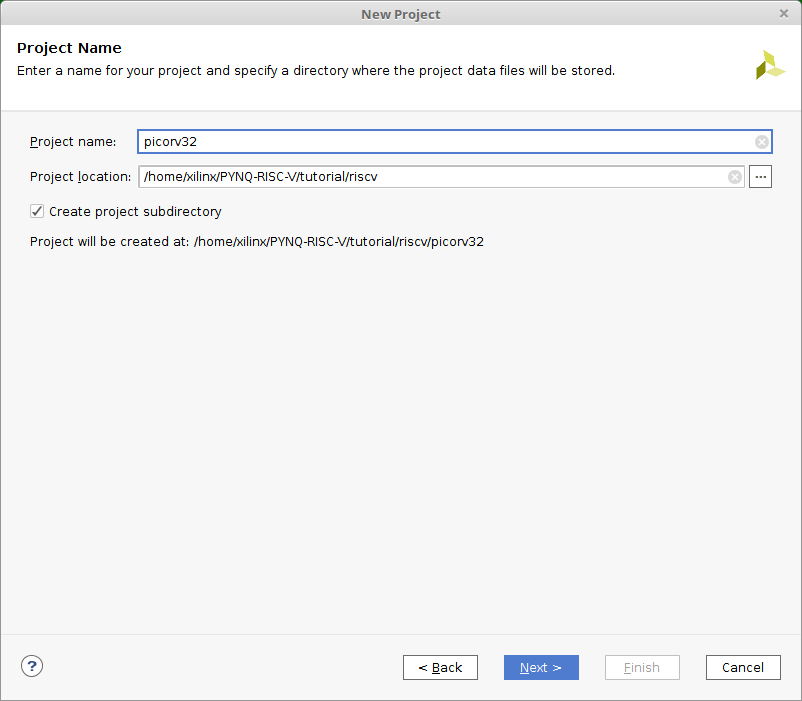 New Project
Project Name
Enter a name for your project and specify a directory where the project data files will be stored.
Project name: picorv32
Project location: /home/xilinx/PYNQ-RISC-V/tutorial/riscv ...
Create project subdirectory
Project will be created at: /home/xilinx/PYNQ-RISC-V/tutorial/riscv/picorv32
? < Back Next > Finish Cancel